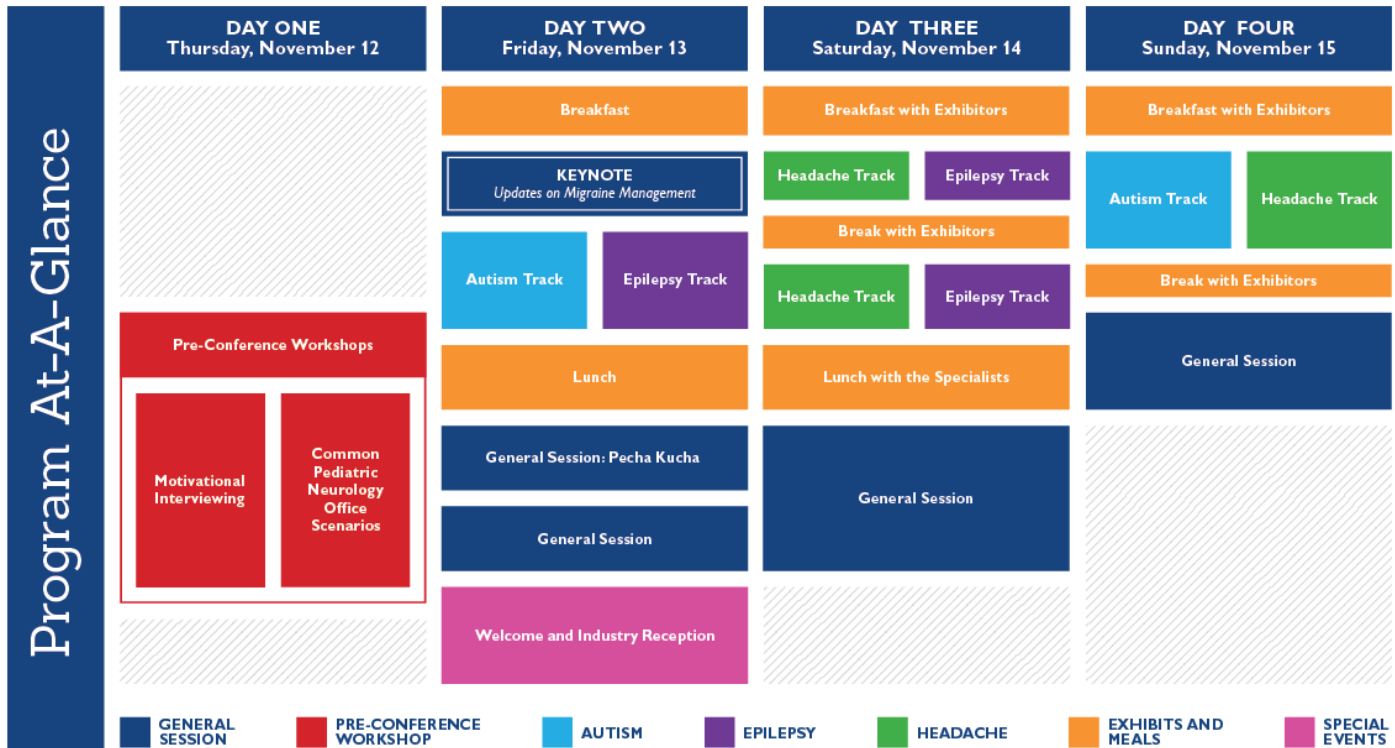 Program At-A-Glance
DAY ONE
Thursday, November 12
Pre-Conference Workshops
Motivational
Interviewing
Common
Pediatric
Neurology
Office
Scenarios
DAY TWO
Friday, November 13
Breakfast
KEYNOTE
Updates on Migraine Management
Autism Track
Epilepsy Track
Lunch
General Session: Pecha Kucha
General Session
Welcome and Industry Reception
DAY THREE
Saturday, November 14
Breakfast with Exhibitors
Headache Track
Epilepsy Track
Break with Exhibitors
Headache Track
Epilepsy Track
Lunch with the Specialists
General Session
DAY FOUR
Sunday, November 15
Breakfast with Exhibitors
Autism Track
Headache Track
Break with Exhibitors
General Session
GENERAL
SESSION
PRE-CONFERENCE
WORKSHOP
AUTISM
EPILEPSY
HEADACHE
EXHIBITS AND
MEALS
SPECIAL
EVENTS